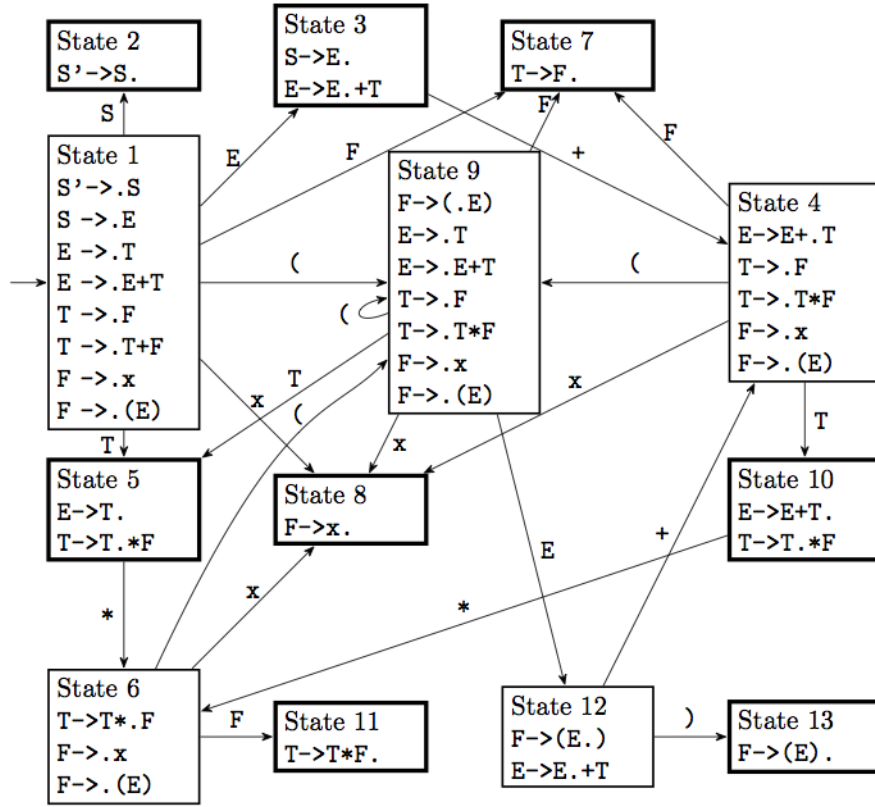 State 2
S'->S.
State 3
S->E.
E->E.+T
State 7
T->F.
S
E
F
F
F
+
State 1
S'->.S
S ->.E
E ->.T
E ->.E+T
T ->.F
T ->.T+F
F ->.x
F ->.(E)
State 9
F->(.E)
E->.T
E->.E+T
T->.F
T->.T*F
F->.x
F->.(E)
State 4
E->E+.T
T->.F
T->.T*F
F->.x
F->.(E)
(
(
(
T
x
(
x
x
T
T
State 5
E->T.
T->T.*F
State 8
F->x.
State 10
E->E+T.
T->T.*F
*
x
E
+
*
State 6
T->T*.F
F->.x
F->.(E)
F
State 11
T->T*F.
State 12
F->(E.)
E->E.+T
)
State 13
F->(E).